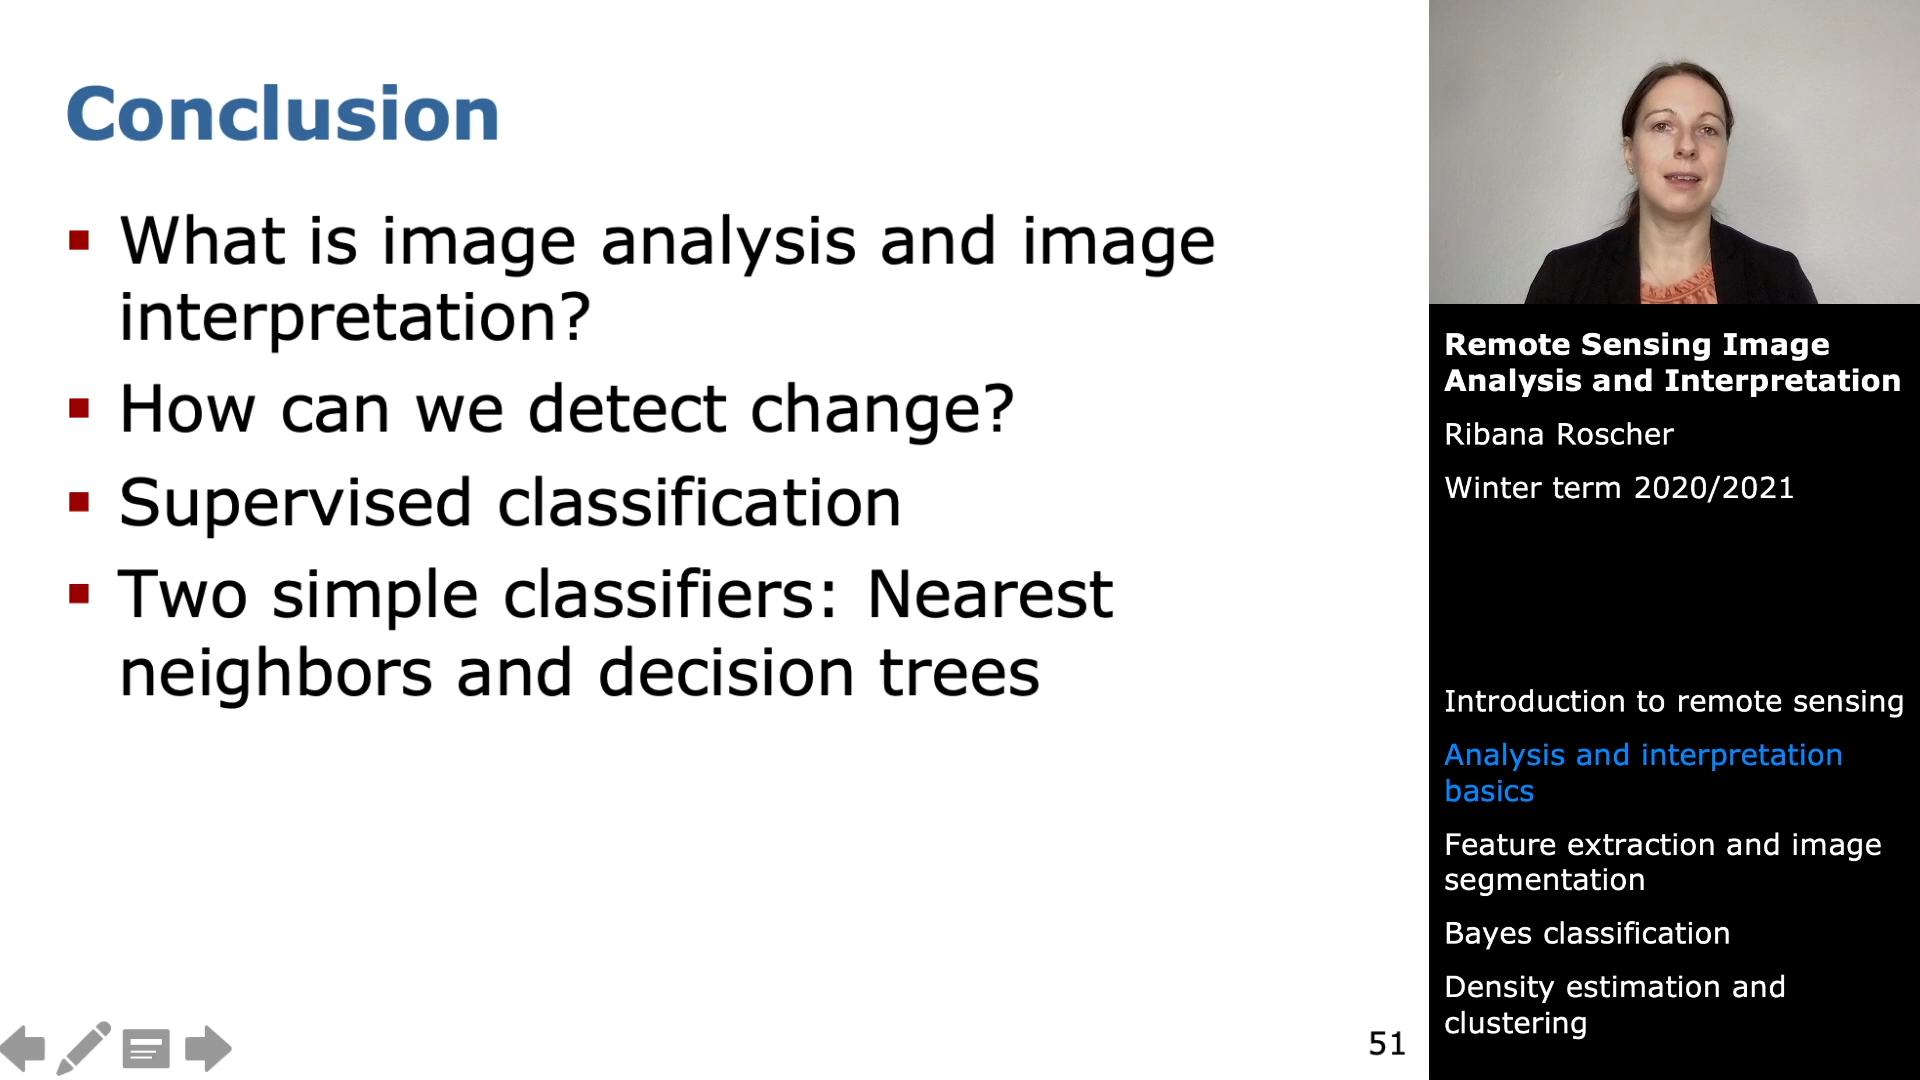 Conclusion
What is image analysis and image
interpretation?
How can we detect change?
Supervised classification
Two simple classifiers: Nearest
neighbors and decision trees
51
Remote Sensing Image
Analysis and Interpretation
Ribana Roscher
Winter term 2020/2021
Introduction to remote sensing
Analysis and interpretation
basics
Feature extraction and image
segmentation
Bayes classification
Density estimation and
clustering